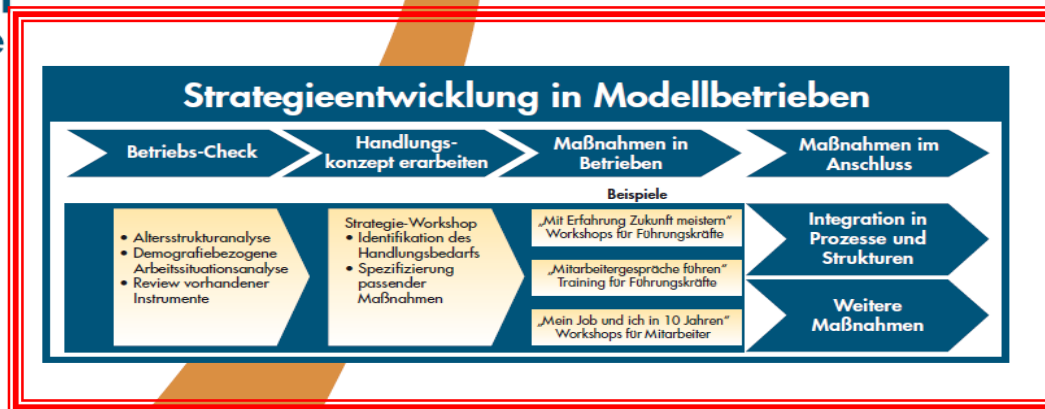 Strategieentwicklung in Modellbetrieben
Betriebs-Check
Handlungs-
konzept erarbeiten
Maßnahmen in
Betrieben
Maßnahmen im
Anschluss
Beispiele
• Altersstrukturanalyse
• Demografiebezogene
Arbeitssituationsanalyse
• Review vorhandener
Instrumente
Strategie-Workshop
• Identifikation des
Handlungsbedarfs
• Spezifizierung
passender
Maßnahmen
„Mit Erfahrung Zukunft meistern“
Workshops für Führungskräfte
„Mitarbeitergespräche führen“
Training für Führungskräfte
„Mein Job und ich in 10 Jahren“
Workshops für Mitarbeiter
Integration in
Prozesse und
Strukturen
Weitere
Maßnahmen